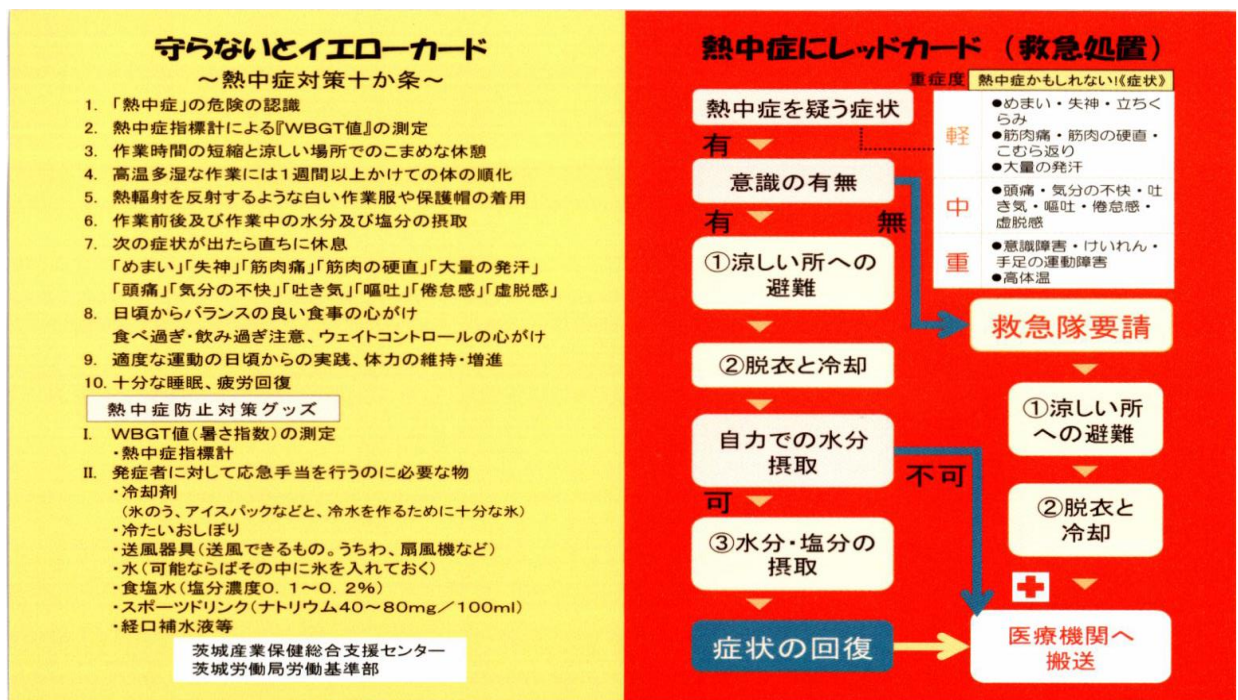 守らないとイエローカード
～熱中症対策十か条～
1. 「熱中症」の危険の認識
2. 熱中症指標計による『WBGT値』の測定
3. 作業時間の短縮と涼しい場所でのこまめな休憩
4. 高温多湿な作業には1週間以上かけての体の順化
5. 熱輻射を反射するような白い作業服や保護帽の着用
6. 作業前後及び作業中の水分及び塩分の摂取
7. 次の症状が出たら直ちに休息
「めまい」「失神」「筋肉痛」「筋肉の硬直」「大量の発汗」
「頭痛」「気分の不快」「吐き気」「嘔吐」「倦怠感」「虚脱感」
8. 日頃からバランスの良い食事の心がけ
食べ過ぎ・飲み過ぎ注意、ウェイトコントロールの心がけ
9. 適度な運動の日頃からの実践、体力の維持・増進
10. 十分な睡眠、疲労回復
熱中症防止対策グッズ
I. WBGT値(暑さ指数)の測定
・熱中症指標計
II. 発症者に対して応急手当を行うのに必要な物
・冷却剤
(氷のう、アイスパックなどと、冷水を作るために十分な氷)
・冷たいおしぼり
・送風器具(送風できるもの。うちわ、扇風機など)
・水(可能ならばその中に氷を入れておく)
・食塩水(塩分濃度0.1～0.2%)
・スポーツドリンク(ナトリウム40～80mg/100ml)
・経口補水液等
茨城産業保健総合支援センター
茨城労働局労働基準部
熱中症にレッドカード (救急処置)
重症度 熱中症かもしれない!《症状》
軽
●めまい・失神・立ちく
らみ
●筋肉痛・筋肉の硬直・
こむら返り
●大量の発汗
中
●頭痛・気分の不快・吐
き気・嘔吐・倦怠感・
虚脱感
重
●意識障害・けいれん・
手足の運動障害
●高体温
熱中症を疑う症状
有
意識の有無
有
無
①涼しい所への
避難
②脱衣と冷却
自力での水分
摂取
不可
可
③水分・塩分の
摂取
症状の回復
救急隊要請
①涼しい所
への避難
②脱衣と
冷却
医療機関へ
搬送